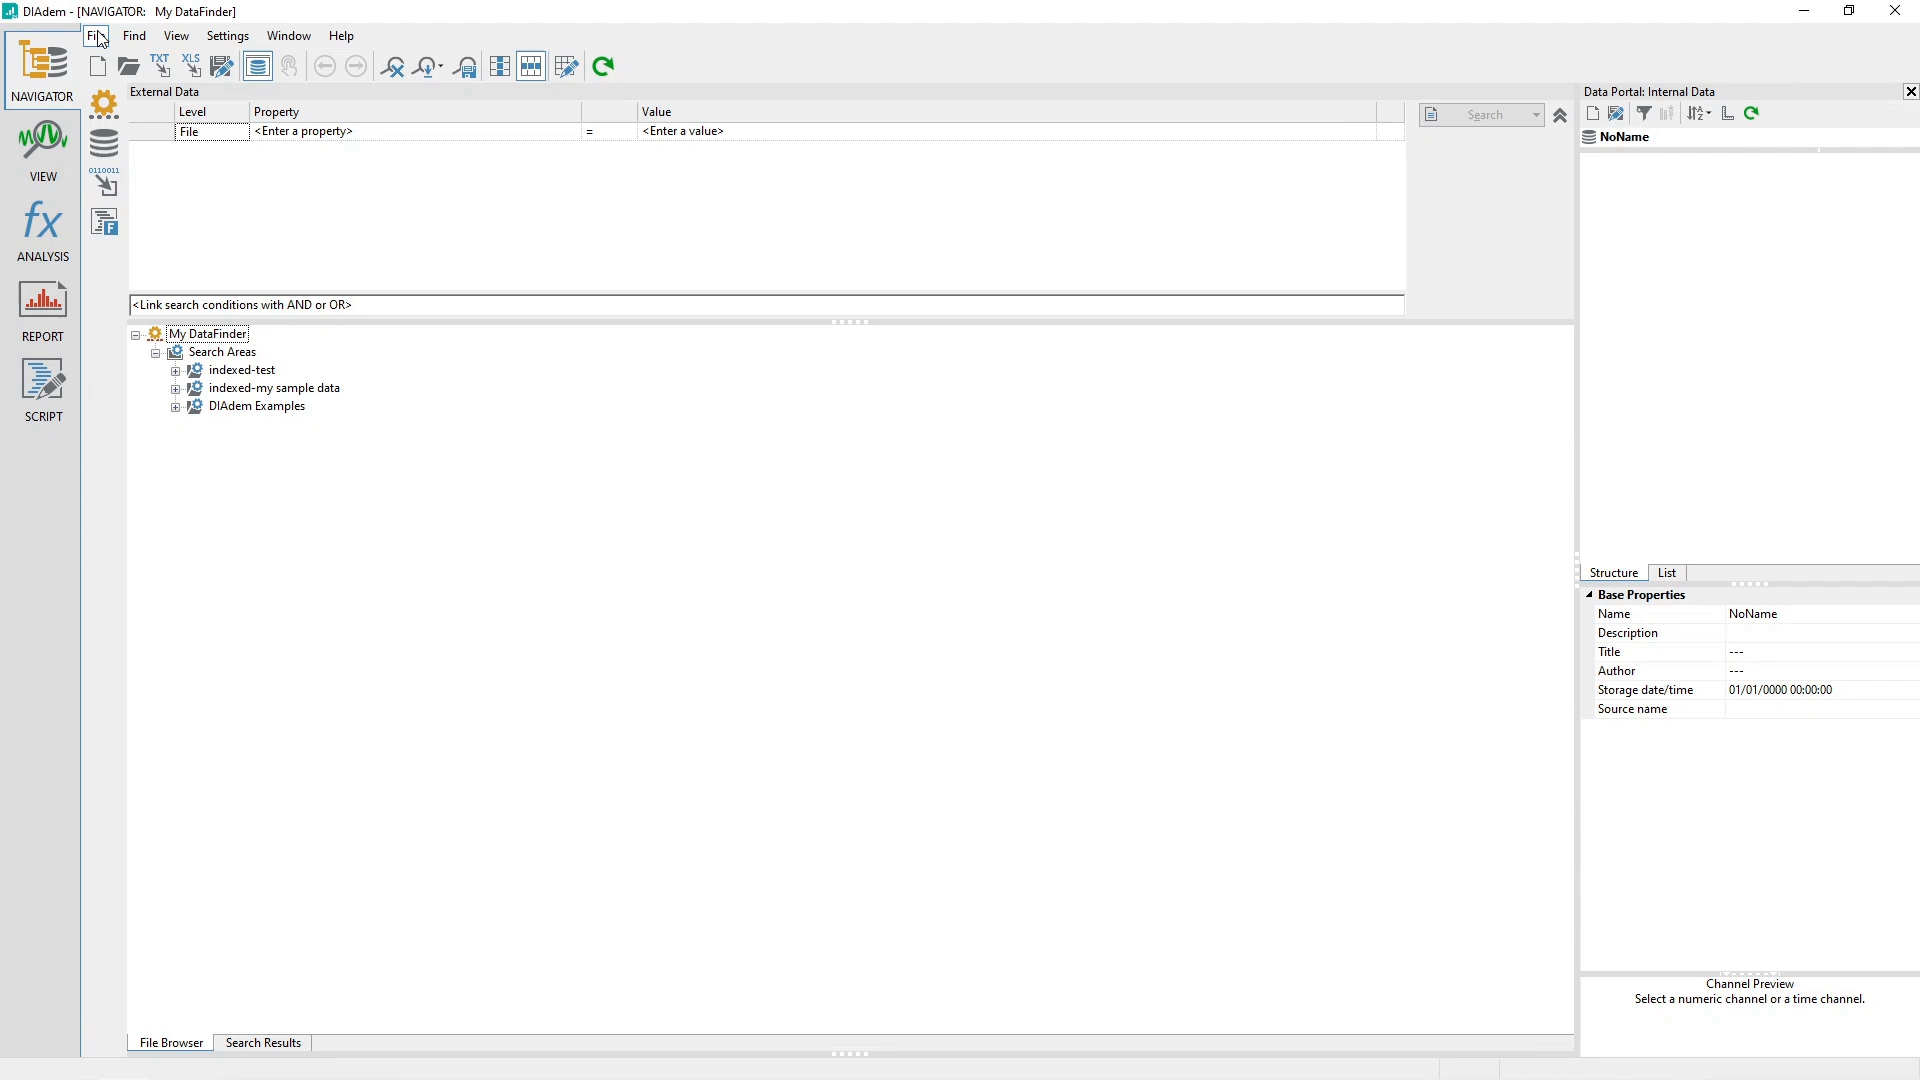 DIAdem - [NAVIGATOR:   My DataFinder]
Find View Settings Window Help
TXT XLS
NAVIGATOR
VIEW
fx
ANALYSIS
REPORT
SCRIPT
0110011
F
External Data
Level Property Value
File <Enter a property> = <Enter a value>
Search
<Link search conditions with AND or OR>
My DataFinder
Search Areas
indexed-test
indexed-my sample data
DIAdem Examples
File Browser Search Results
Data Portal: Internal Data
NoName
Structure List
Base Properties
Name NoName
Description
Title ---
Author ---
Storage date/time 01/01/0000 00:00:00
Source name
Channel Preview
Select a numeric channel or a time channel.